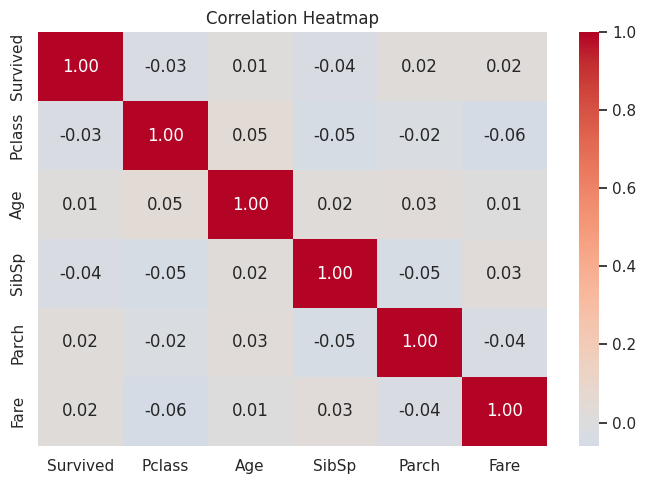 Correlation Heatmap
Survived 1.00 -0.03 0.01 -0.04 0.02 0.02
Pclass -0.03 1.00 0.05 -0.05 -0.02 -0.06
Age 0.01 0.05 1.00 0.02 0.03 0.01
SibSp -0.04 -0.05 0.02 1.00 -0.05 0.03
Parch 0.02 -0.02 0.03 -0.05 1.00 -0.04
Fare 0.02 -0.06 0.01 0.03 -0.04 1.00
Survived Pclass Age SibSp Parch Fare
1.0
0.8
0.6
0.4
0.2
0.0